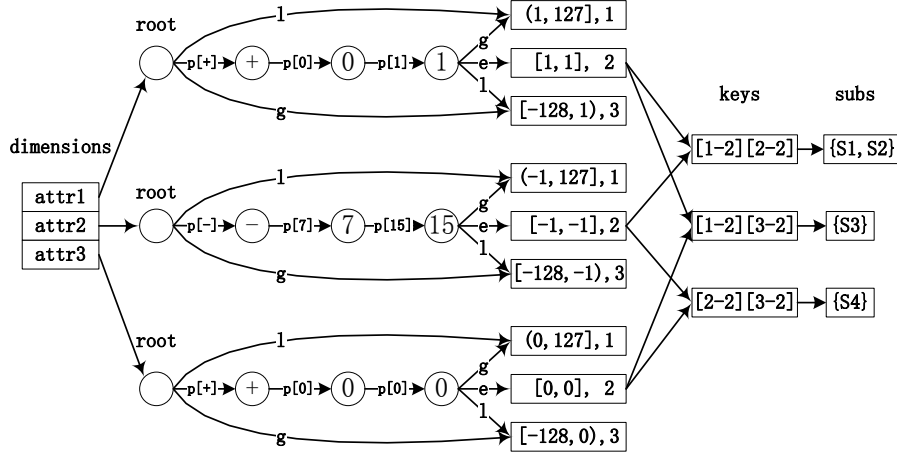 root
l
(1,127],1
p[+]
+
p[0]
0
p[1]
1
g
e
l
[1,1], 2
g
[-128,1),3
keys
subs
dimensions
attr1
attr2
attr3
[1-2][2-2]
{S1,S2}
root
l
(-1,127],1
p[-]
−
p[7]
7
p[15]
15
g
e
l
[-1,-1],2
g
[-128,-1),3
[1-2][3-2]
{S3}
[2-2][3-2]
{S4}
root
l
(0,127],1
p[+]
+
p[0]
0
p[0]
0
g
e
l
[0,0], 2
g
[-128,0),3